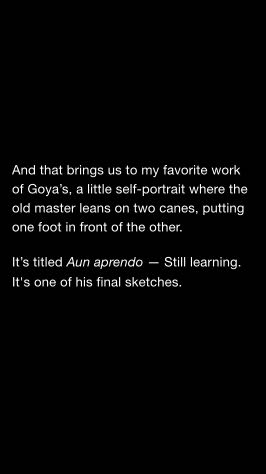 And that brings us to my favorite work
of Goya’s, a little self-portrait where the
old master leans on two canes, putting
one foot in front of the other.
It’s titled Aun aprendo — Still learning.
It's one of his final sketches.